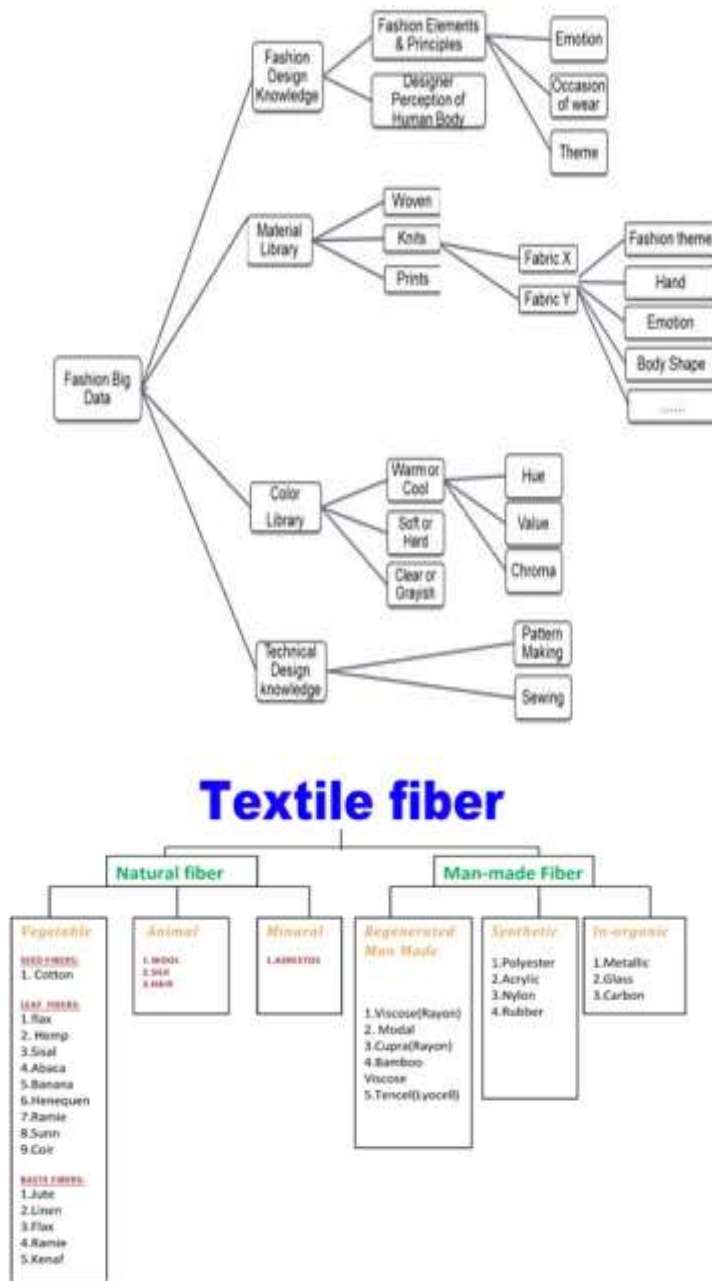 Fashion Elements
& Principles
Emotion
Fashion
Design
Knowledge
Designer
Perception of
Human Body
Occasion
of wear
Theme
Woven
Material
Library
Knits
Prints
Fabric X
Fabric Y
Fashion theme
Hand
Emotion
Body Shape
......
Fashion Big
Data
Color
Library
Warm or
Cool
Soft or
Hard
Clear or
Grayish
Hue
Value
Chroma
Technical
Design
knowledge
Pattern
Making
Sewing
Textile fiber
Natural fiber
Man-made Fiber
Vegetable
SEED FIBERS:
1. Cotton
LEAF FIBERS:
1.flax
2. Hemp
3.Sisal
4.Abaca
5.Banana
6.Henequen
7.Ramie
8.Sunn
9.Coir
BASTE FIBERS:
1.Jute
2.Linen
3.Flax
4.Ramie
5.Kenaf
Animal
1.WOOL
2.SILK
3.HAIR
Minaral
1.ASBESTOS
Regenerated
Man Made
1.Viscose(Rayon)
2. Modal
3.Cupra(Rayon)
4.Bamboo
Viscose
5.Tencel(Lyocell)
Synthetic
1.Polyester
2.Acrylic
3.Nylon
4.Rubber
In-organic
1.Metallic
2.Glass
3.Carbon